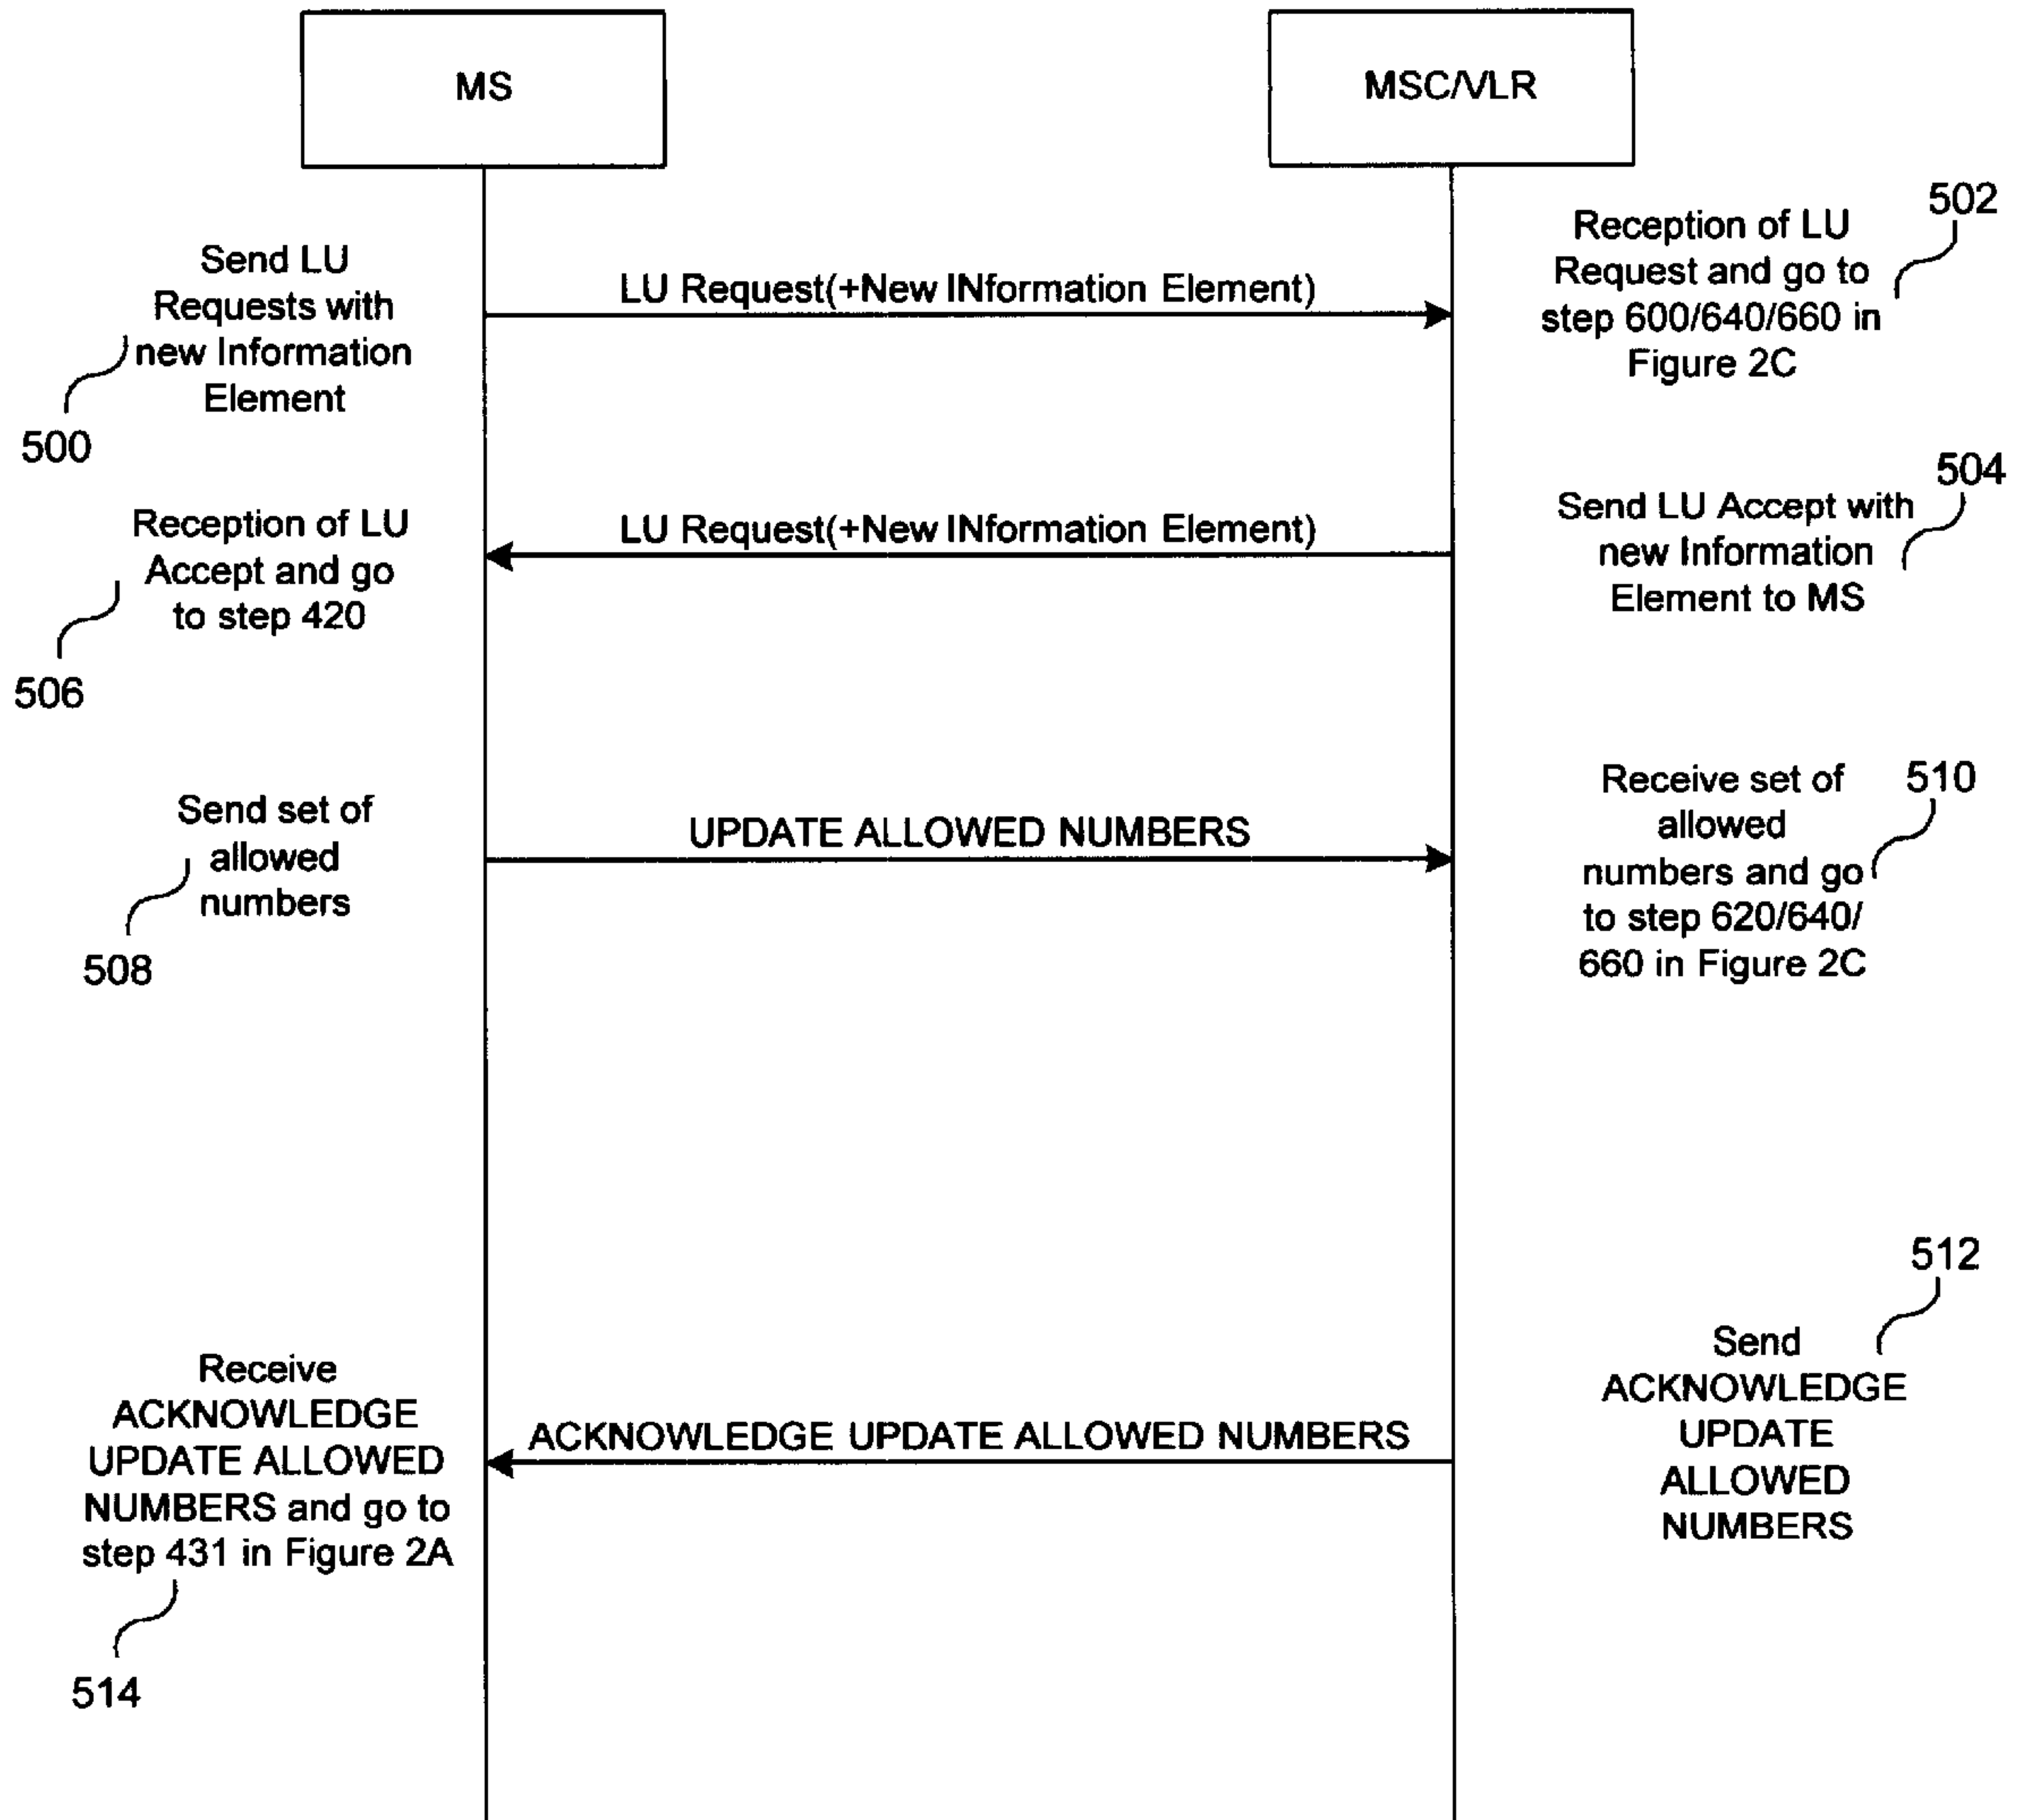 MS
MSC/VLR
502
Reception of LU
Request and go to
step 600/640/660 in
Figure 2C
Send LU
Requests with
new Information
Element
500
LU Request(+New INformation Element)
504
Send LU Accept with
new Information
Element to MS
LU Request(+New INformation Element)
Reception of LU
Accept and go
to step 420
506
Send set of
allowed
numbers
508
UPDATE ALLOWED NUMBERS
Receive set of
allowed
numbers and go
to step 620/640/
660 in Figure 2C
510
512
Send
ACKNOWLEDGE
UPDATE
ALLOWED
NUMBERS
ACKNOWLEDGE UPDATE ALLOWED NUMBERS
Receive
ACKNOWLEDGE
UPDATE ALLOWED
NUMBERS and go to
step 431 in Figure 2A
514